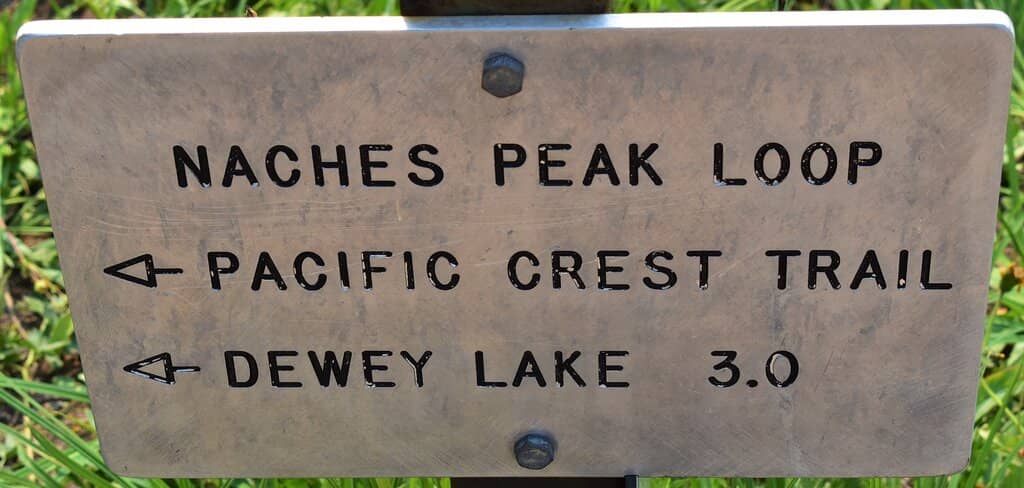 NACHES PEAK LOOP
← PACIFIC CREST TRAIL
← DEWEY LAKE 3.0